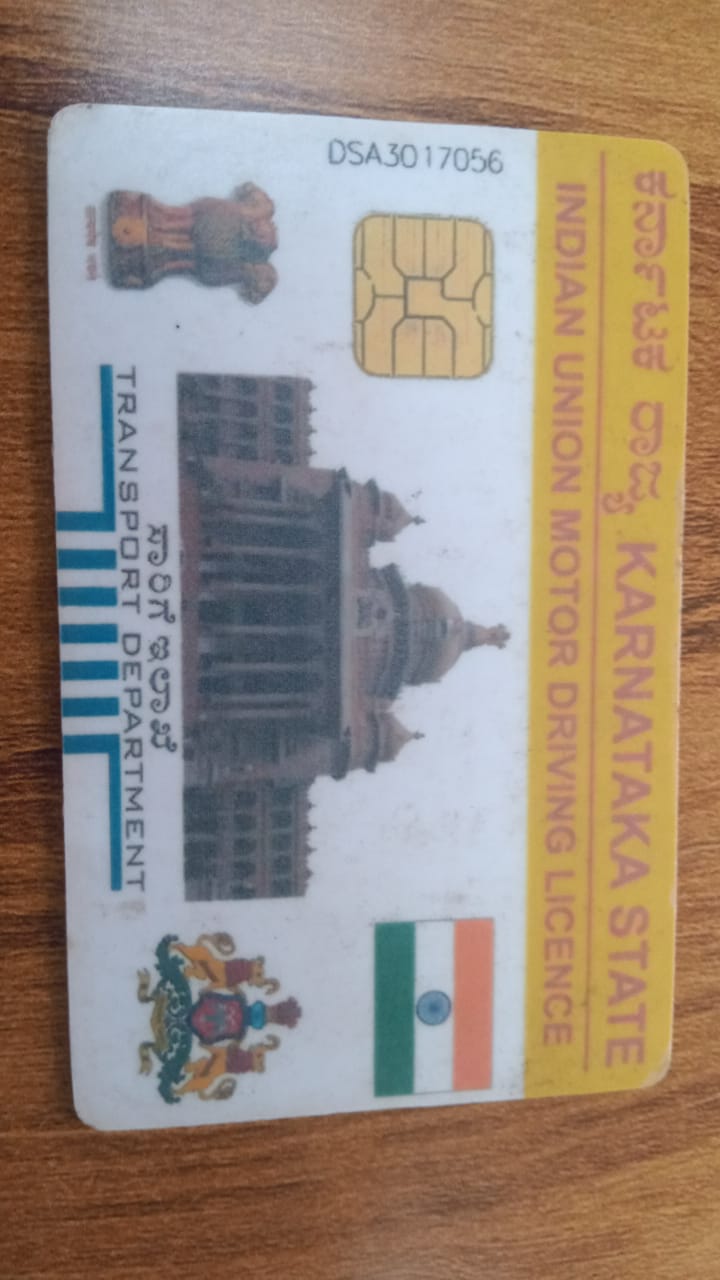 ಕರ್ನಾಟಕ ರಾಜ್ಯ KARNATAKA STATE
INDIAN UNION MOTOR DRIVING LICENCE
DSA3017056
ಸಾರಿಗೆ ಇಲಾಖೆ
TRANSPORT DEPARTMENT